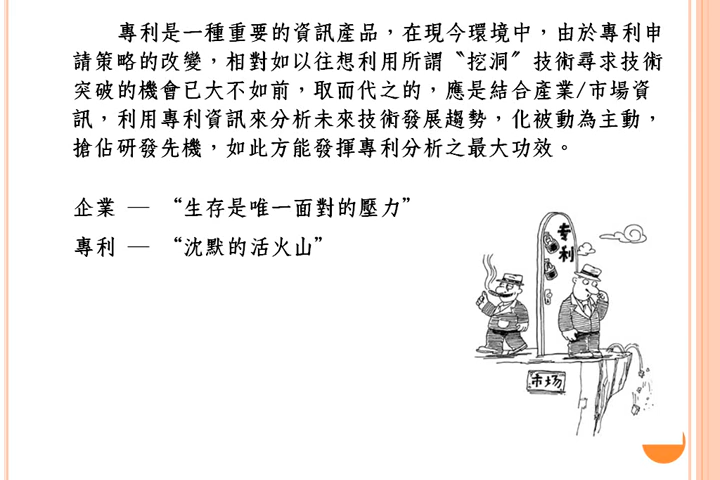 專利是一種重要的資訊產品，在現今環境中，由於專利申
請策略的改變，相對如以往想利用所謂〝挖洞〞技術尋求技術
突破的機會已大不如前，取而代之的，應是結合產業/市場資
訊，利用專利資訊來分析未來技術發展趨勢，化被動為主動，
搶佔研發先機，如此方能發揮專利分析之最大功效。
企業 — “生存是唯一面對的壓力”
專利 — “沈默的活火山”
专利
市场